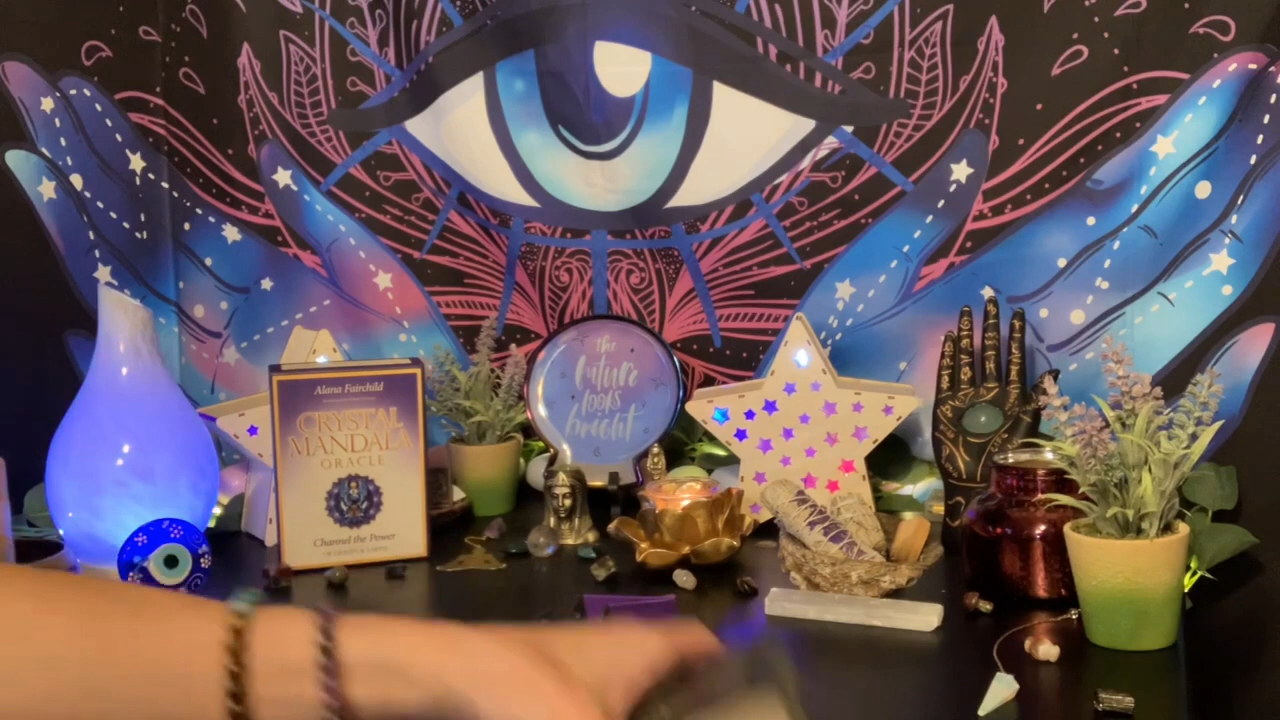 Alana Fairchild
CRYSTAL
MANDALA
ORACLE
Channel the Power
the
future
looks
bright